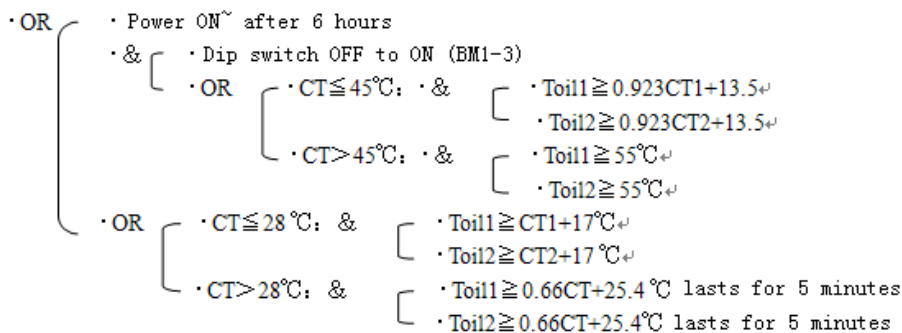 ·OR · Power ON~ after 6 hours
·& ·Dip switch OFF to ON (BM1-3)
·OR ·CT≦45℃: ·& ·Toil1≧0.923CT1+13.5↵
·Toil2≧0.923CT2+13.5↵
·CT>45℃: ·& ·Toil1≧55℃↵
·Toil2≧55℃↵
·OR ·CT≦28℃: & ·Toil1≧CT1+17℃↵
·Toil2≧CT2+17℃↵
·CT>28℃: & ·Toil1≧0.66CT+25.4℃ lasts for 5 minutes
·Toil2≧0.66CT+25.4℃ lasts for 5 minutes